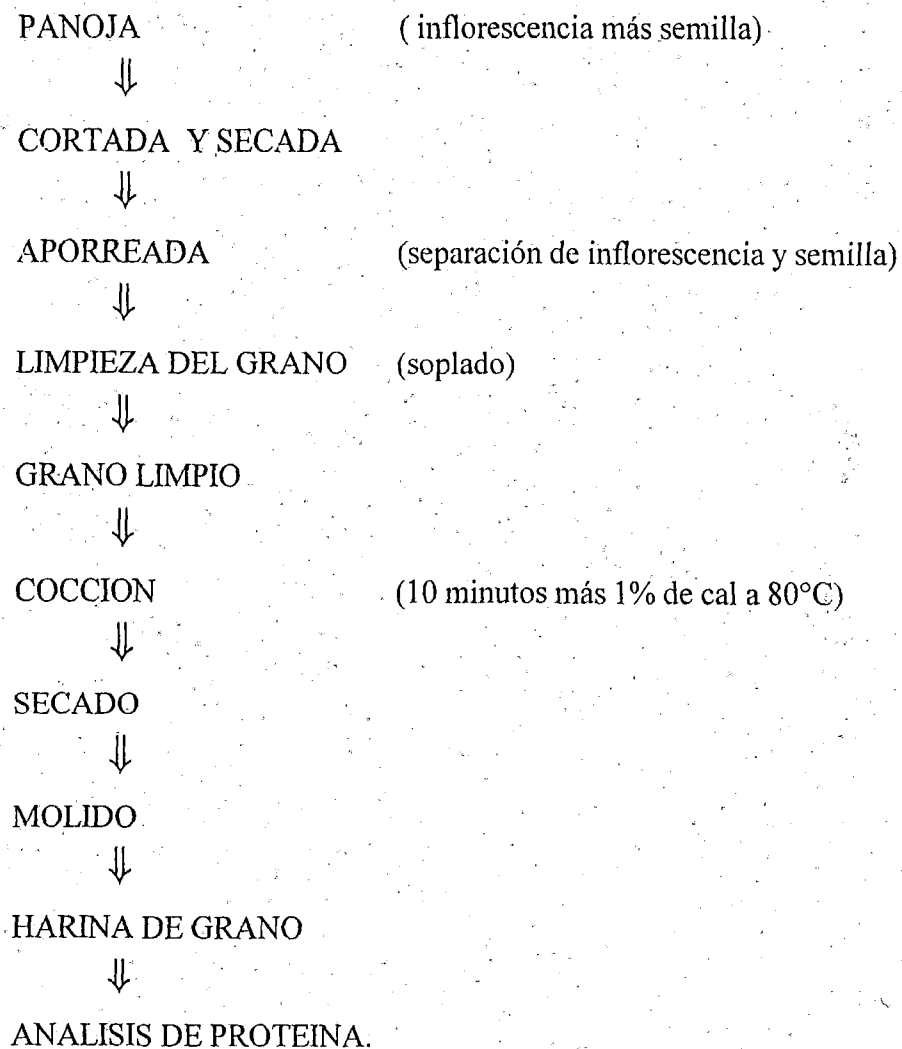 PANOJA ( inflorescencia más semilla)
⇓
CORTADA Y SECADA
⇓
APORREADA (separación de inflorescencia y semilla)
⇓
LIMPIEZA DEL GRANO (soplado)
⇓
GRANO LIMPIO
⇓
COCCION (10 minutos más 1% de cal a 80°C)
⇓
SECADO
⇓
MOLIDO
⇓
HARINA DE GRANO
⇓
ANALISIS DE PROTEINA.